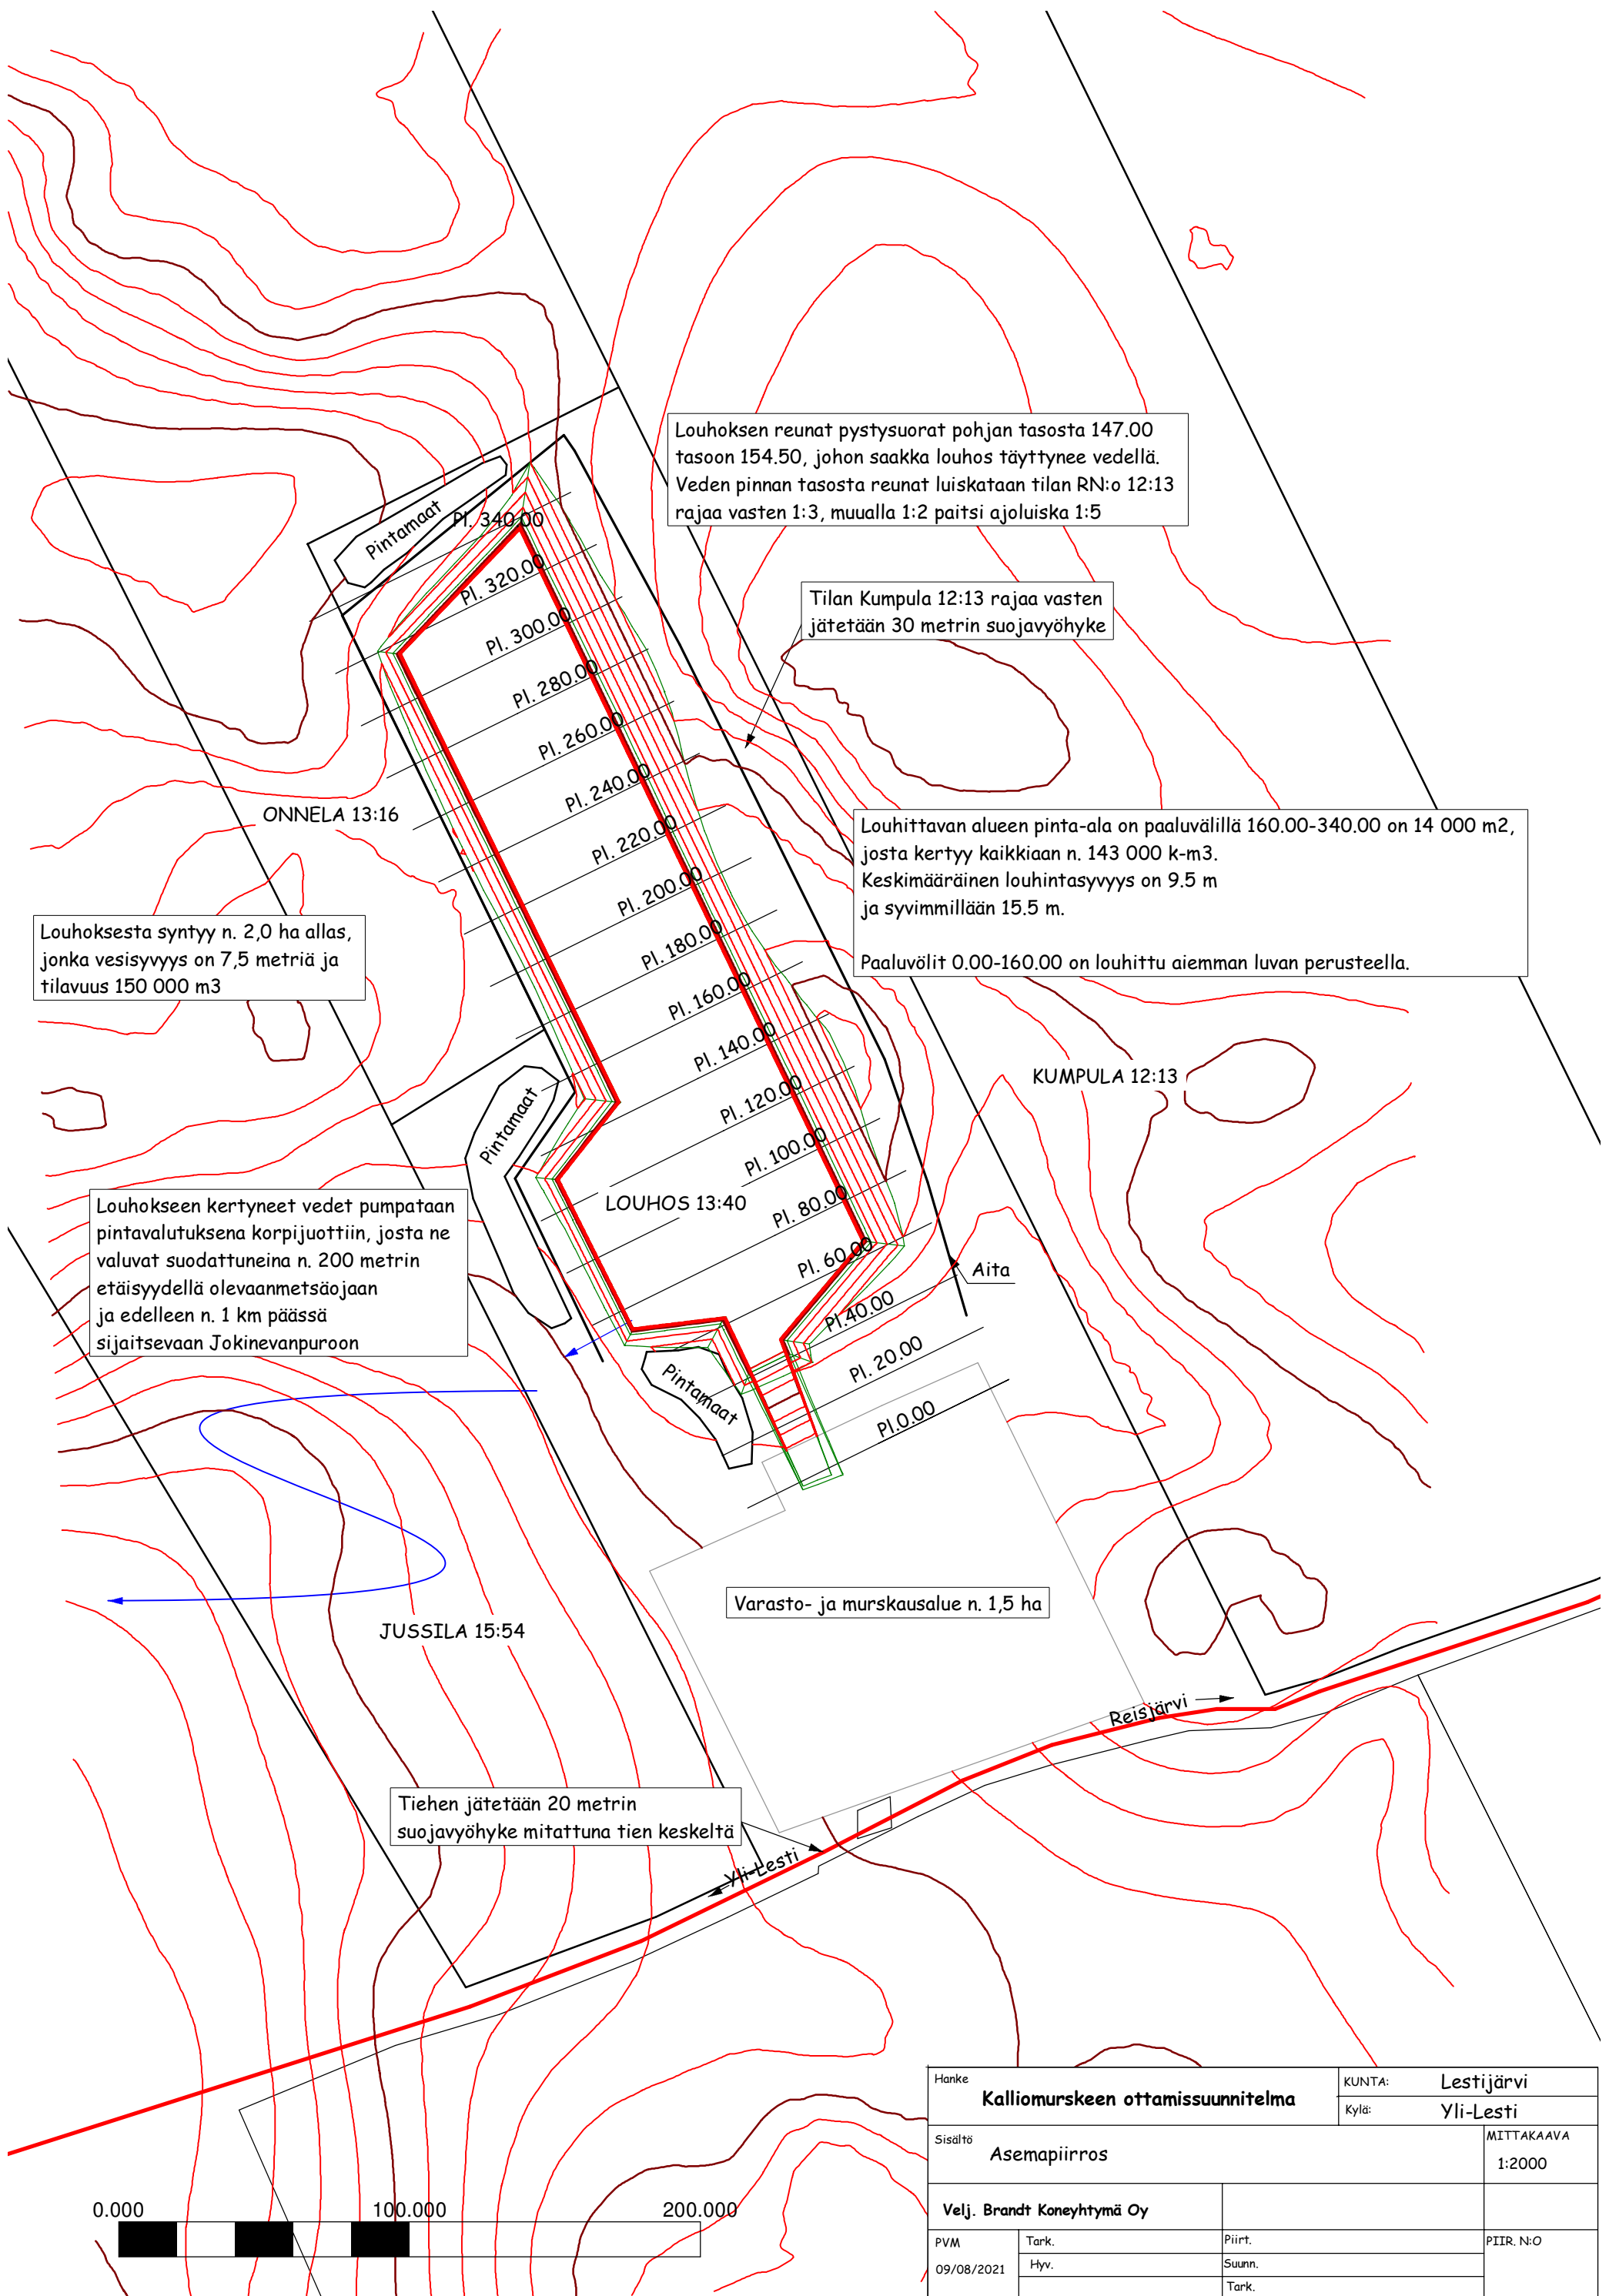 Louhoksen reunat pystysuorat pohjan tasosta 147.00
tasoon 154.50, johon saakka louhos täyttynee vedellä.
Veden pinnan tasosta reunat luiskataan tilan RN:o 12:13
rajaa vasten 1:3, muualla 1:2 paitsi ajoluiska 1:5
Pintamaat
Pl. 340.00
Pl. 320.00
Pl. 300.00
Pl. 280.00
Pl. 260.00
Pl. 240.00
Pl. 220.00
Pl. 200.00
Pl. 180.00
Pl. 160.00
Pl. 140.00
Pl. 120.00
Pl. 100.00
Pl. 80.00
Pl. 60.00
Pl.40.00
Pl. 20.00
Pl.0.00
Tilan Kumpula 12:13 rajaa vasten
jätetään 30 metrin suojavyöhyke
ONNELA 13:16
Louhittavan alueen pinta-ala on paaluvälillä 160.00-340.00 on 14 000 m2,
josta kertyy kaikkiaan n. 143 000 k-m3.
Keskimääräinen louhintasyvyys on 9.5 m
ja syvimmillään 15.5 m.
Paaluvölit 0.00-160.00 on louhittu aiemman luvan perusteella.
Louhoksesta syntyy n. 2,0 ha allas,
jonka vesisyvyys on 7,5 metriä ja
tilavuus 150 000 m3
KUMPULA 12:13
Pintamaat
LOUHOS 13:40
Louhokseen kertyneet vedet pumpataan
pintavalutuksena korpijuottiin, josta ne
valuvat suodattuneina n. 200 metrin
etäisyydellä olevaanmetsäojaan
ja edelleen n. 1 km päässä
sijaitsevaan Jokinevanpuroon
Aita
Pintamaat
Varasto- ja murskausalue n. 1,5 ha
JUSSILA 15:54
Reisjärvi
Tiehen jätetään 20 metrin
suojavyöhyke mitattuna tien keskeltä
Yli-Lesti
Hanke
Kalliomurskeen ottamissuunnitelma
KUNTA: Lestijärvi
Kylä: Yli-Lesti
Sisältö
Asemapiirros
MITTAKAAVA
1:2000
Velj. Brandt Koneyhtymä Oy
PVM
09/08/2021
Tark.
Hyv.
Piirt.
Suunn.
Tark.
PIIR. N:O
0.000 100.000 200.000